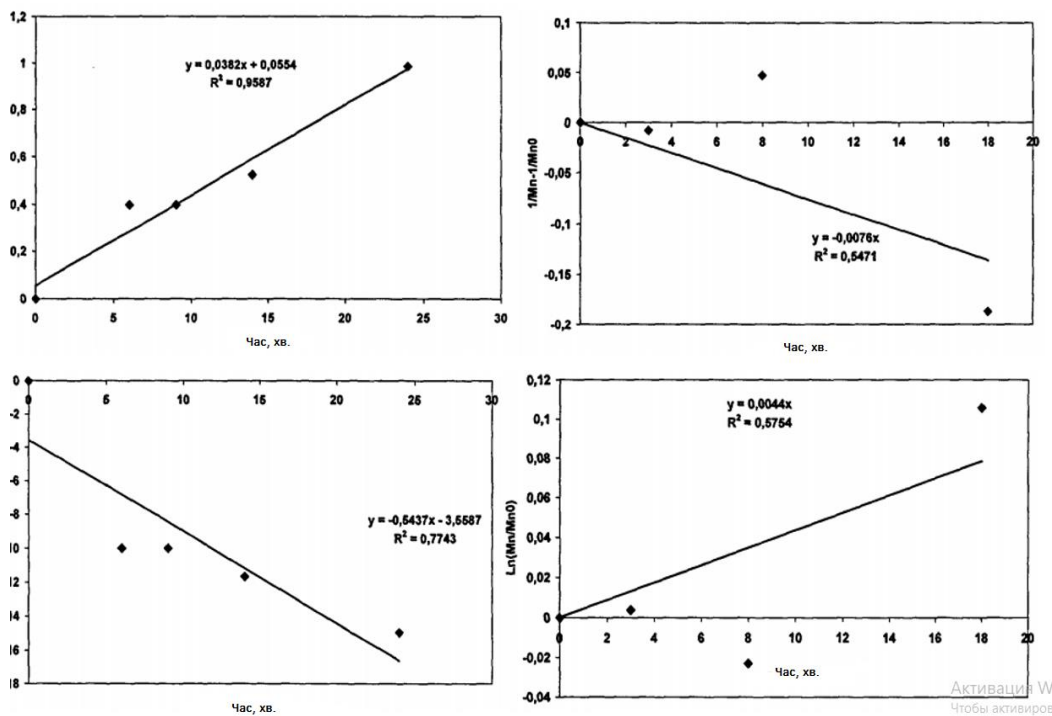 1,2
1
0,8
0,6
0,4
0,2
0
y = 0,0382x + 0,0554
R² = 0,9587
0 5 10 15 20 25 30
Час, хв.
0,1
0,05
0
-0,05
-0,1
-0,15
-0,2
1/Mn-1/Mn0
0 2 4 6 8 10 12 14 16 18 20
y = -0,0076x
R² = 0,5471
Час, хв.
0
-2
-4
-6
-8
10
12
14
16
18
0 5 10 15 20 25 30
y = -0,5437x - 3,5587
R² = 0,7743
Час, хв.
0,12
0,1
0,08
0,06
0,04
0,02
0
-0,02
-0,04
Ln(Mn/Mn0)
y = 0,0044x
R² = 0,5754
0 2 4 6 8 10 12 14 16 18 20
Час, хв.
Активация W
Чтобы активиров